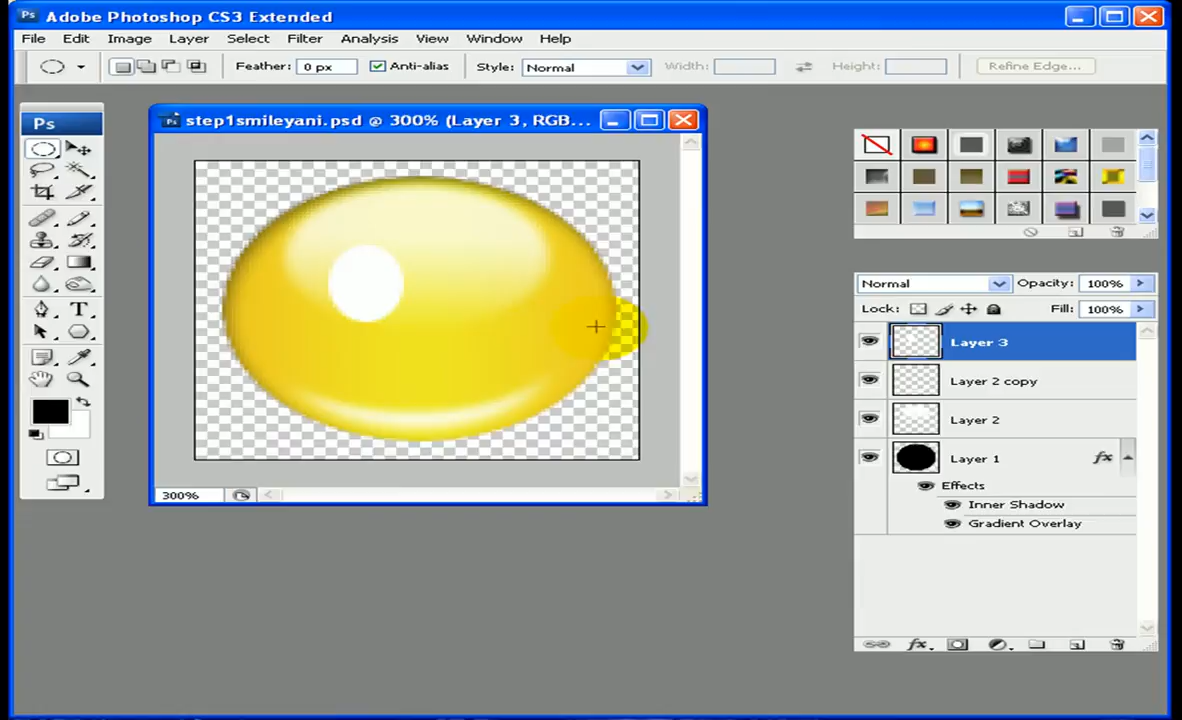 Ps Adobe Photoshop CS3 Extended
File Edit Image Layer Select Filter Analysis View Window Help
Feather: 0 px Anti-alias Style: Normal Width: Height: Refine Edge...
Ps
step1smileyani.psd @ 300% (Layer 3, RGB...
T
300%
Normal Opacity: 100%
Lock: Fill: 100%
Layer 3
Layer 2 copy
Layer 2
Layer 1 fx
Effects
Inner Shadow
Gradient Overlay
fx